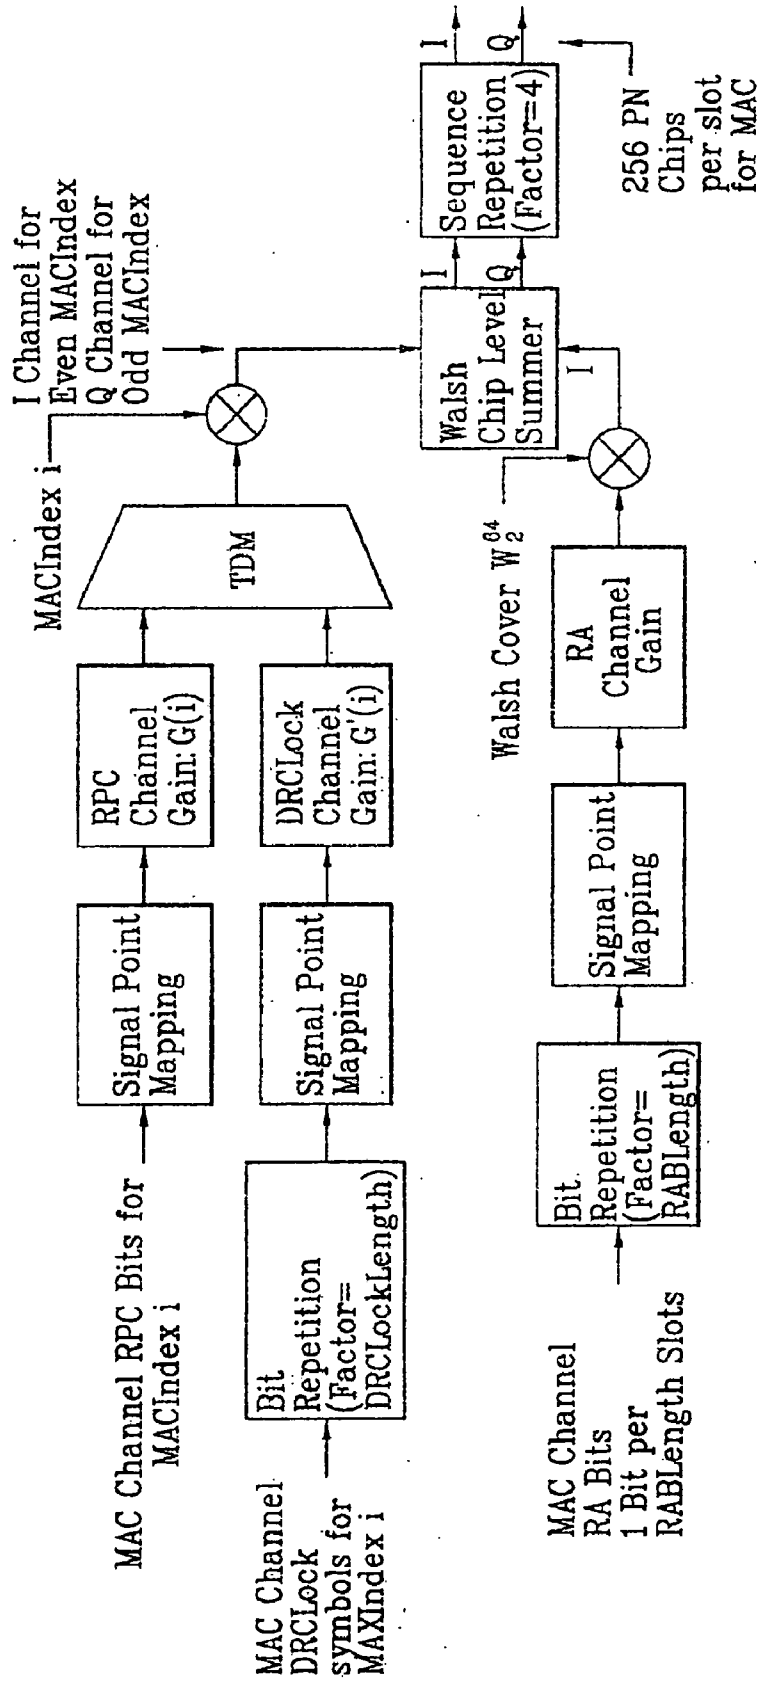 MAC Channel RPC Bits for
MACIndex i
Signal Point
Mapping
RPC
Channel
Gain: G(i)
MAC Channel
DRCLock
symbols for
MAXIndex i
Bit
Repetition
(Factor=
DRCLockLength)
Signal Point
Mapping
DRCLock
Channel
Gain: G'(i)
TDM
MACIndex i
I Channel for
Even MACIndex
Q Channel for
Odd MACIndex
Walsh
Chip Level
Summer
I
Q
Sequence
Repetition
(Factor=4)
I
Q
256 PN
Chips
per slot
for MAC
MAC Channel
RA Bits
1 Bit per
RABLength Slots
Bit
Repetition
(Factor=
RABLength)
Signal Point
Mapping
RA
Channel
Gain
Walsh Cover W₂⁶⁴
I